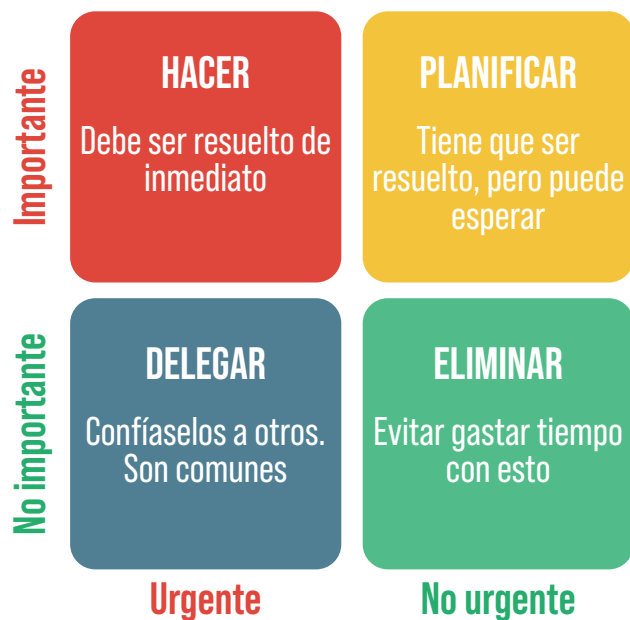 Importante
HACER
Debe ser resuelto de
inmediato
PLANIFICAR
Tiene que ser
resuelto, pero puede
esperar
No importante
DELEGAR
Confíaselos a otros.
Son comunes
ELIMINAR
Evitar gastar tiempo
con esto
Urgente
No urgente